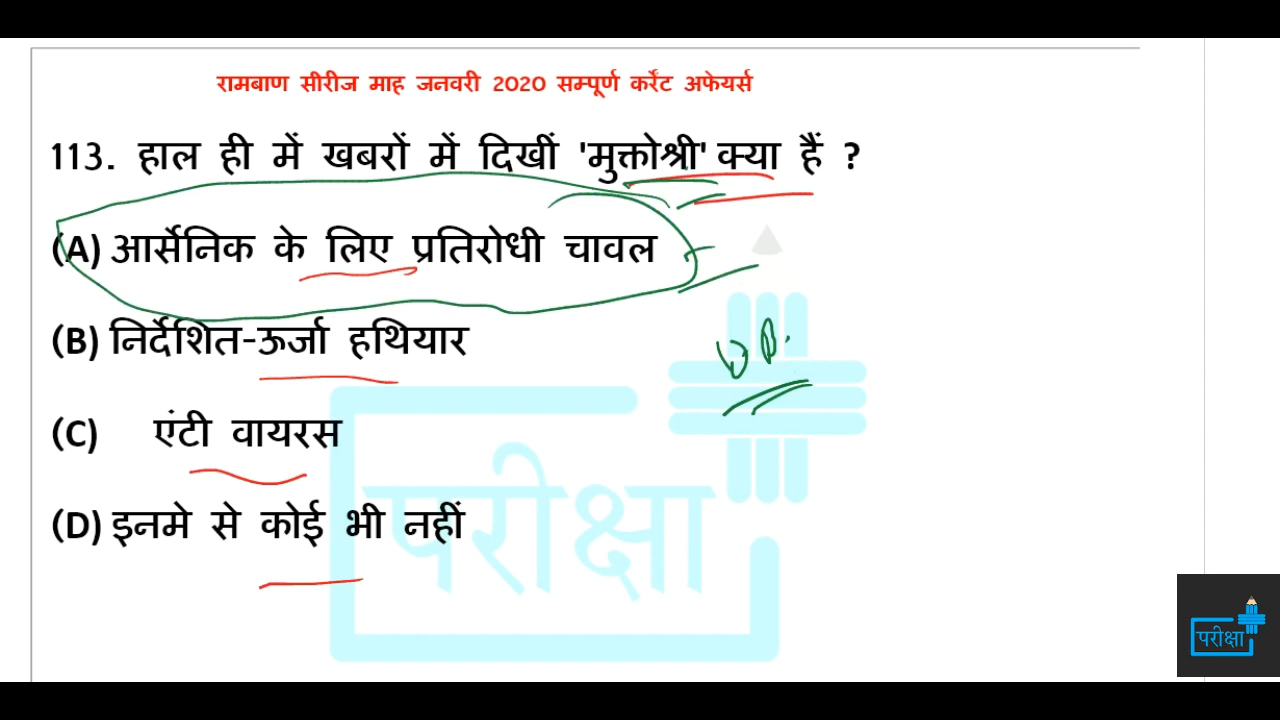 रामबाण सीरीज माह जनवरी 2020 सम्पूर्ण करेंट अफेयर्स
113. हाल ही में खबरों में दिखीं 'मुक्तोश्री' क्या हैं ?
(A) आर्सेनिक के लिए प्रतिरोधी चावल
(B) निर्देशित-ऊर्जा हथियार
(C) एंटी वायरस
(D) इनमे से कोई भी नहीं
परीक्षा
परीक्षा